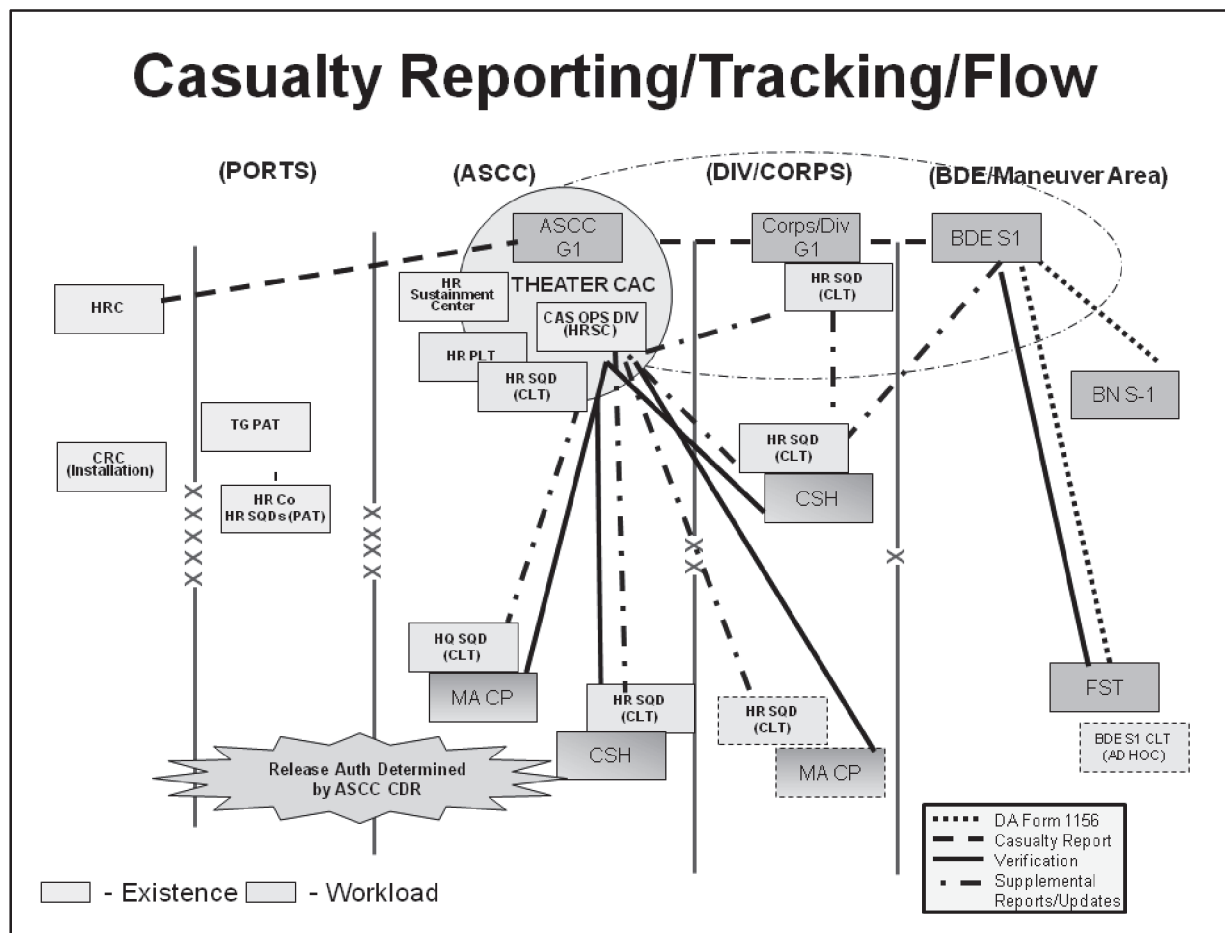 Casualty Reporting/Tracking/Flow
(PORTS)
(ASCC)
(DIV/CORPS)
(BDE/Maneuver Area)
ASCC
G1
Corps/Div
G1
BDE S1
THEATER CAC
HR
Sustainment
Center
HR SQD
(CLT)
HRC
CAS OPS DIV
(HRSC)
HR PLT
HR SQD
(CLT)
BN S-1
TG PAT
CRC
(Installation)
HR SQD
(CLT)
CSH
HR Co
HR SQDs (PAT)
XXXXX
XXXX
XX
X
HQ SQD
(CLT)
MA CP
HR SQD
(CLT)
CSH
HR SQD
(CLT)
MA CP
FST
BDE S1 CLT
(AD HOC)
Release Auth Determined
by ASCC CDR
DA Form 1156
Casualty Report
Verification
Supplemental
Reports/Updates
- Existence
- Workload